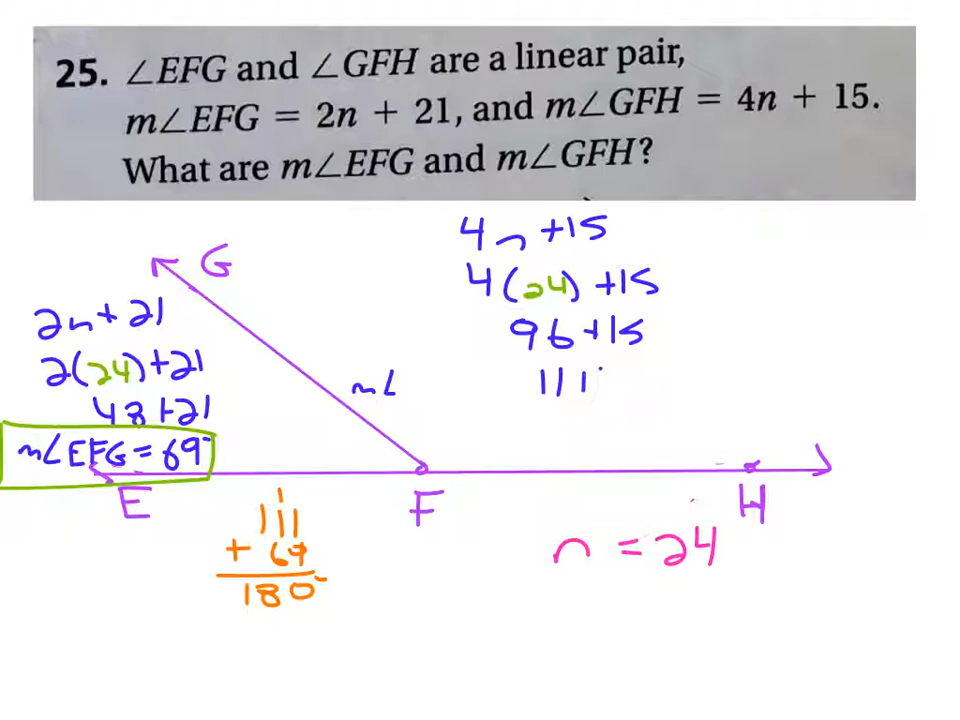 25. ∠EFG and ∠GFH are a linear pair,
m∠EFG = 2n + 21, and m∠GFH = 4n + 15.
What are m∠EFG and m∠GFH?
4n +15
4(24) +15
96+15
111°
G
2n+21
2(24)+21
48+21
m∠EFG = 69°
m∠
E
F
H
1
111
+ 69
180°
n = 24